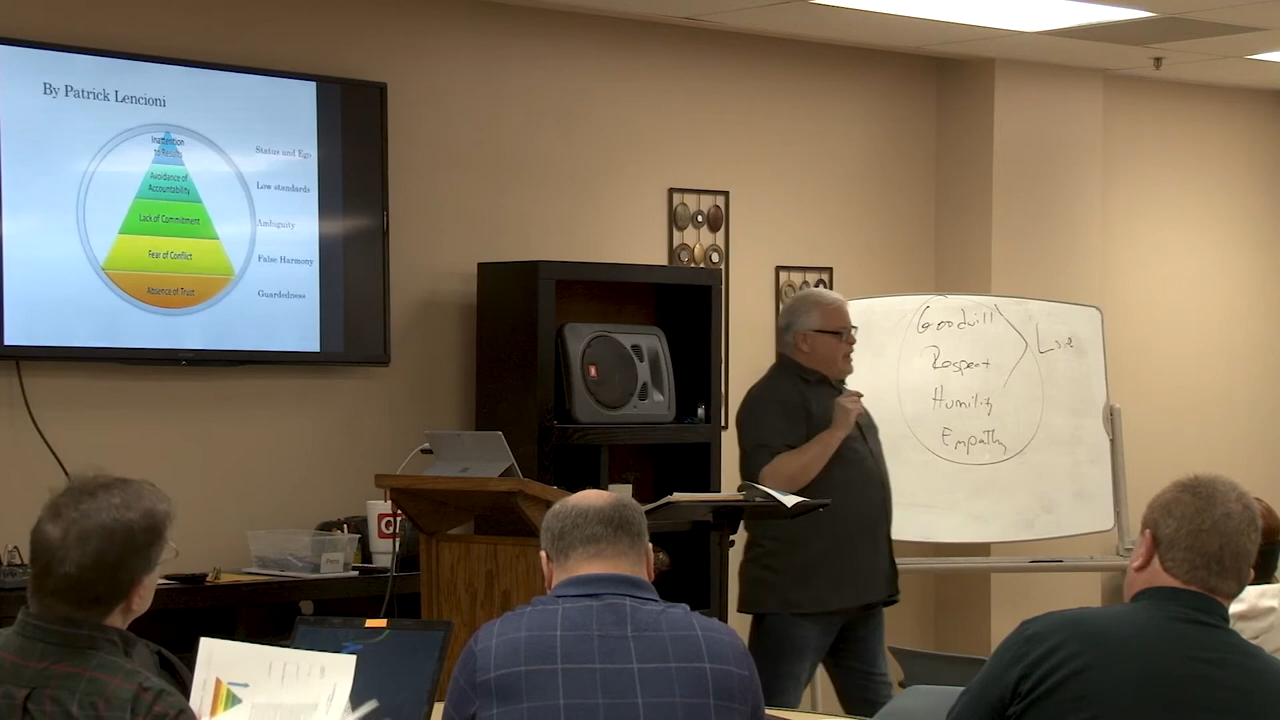 By Patrick Lencioni
Inattention
to Results
Status and Ego
Avoidance of
Accountability
Low standards
Lack of Commitment
Ambiguity
Fear of Conflict
False Harmony
Absence of Trust
Guardedness
Goodwill
Respect
Humility
Empathy
Love